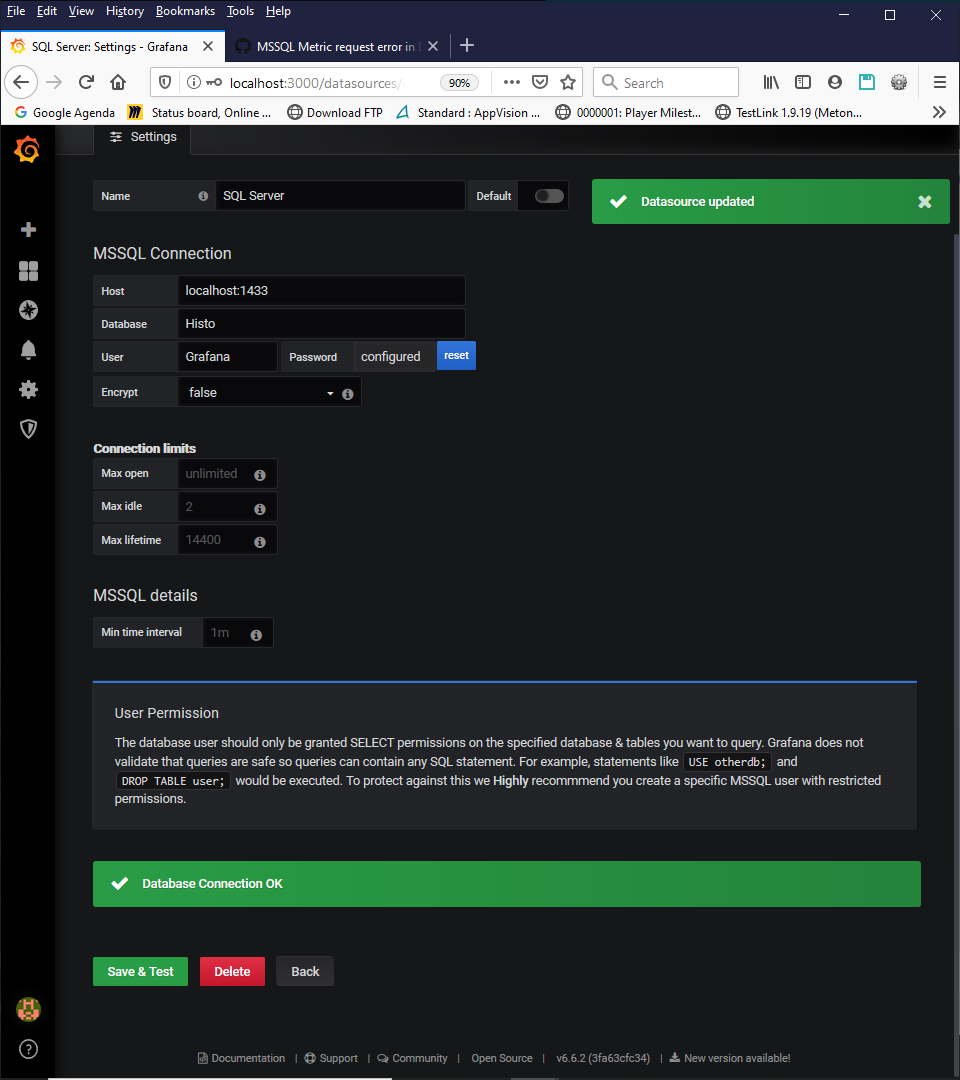 File Edit View History Bookmarks Tools Help
SQL Server: Settings - Grafana
MSSQL Metric request error in
localhost:3000/datasources/
90%
Search
Google Agenda
Status board, Online ...
Download FTP
Standard : AppVision ...
0000001: Player Milest...
TestLink 1.9.19 (Meton...
Settings
Name
SQL Server
Default
Datasource updated
MSSQL Connection
Host
localhost:1433
Database
Histo
User
Grafana
Password
configured
reset
Encrypt
false
Connection limits
Max open
unlimited
Max idle
2
Max lifetime
14400
MSSQL details
Min time interval
1m
User Permission
The database user should only be granted SELECT permissions on the specified database & tables you want to query. Grafana does not
validate that queries are safe so queries can contain any SQL statement. For example, statements like USE otherdb; and
DROP TABLE user; would be executed. To protect against this we Highly recommmend you create a specific MSSQL user with restricted
permissions.
Database Connection OK
Save & Test
Delete
Back
Documentation | Support | Community | Open Source | v6.6.2 (3fa63cfc34) | New version available!